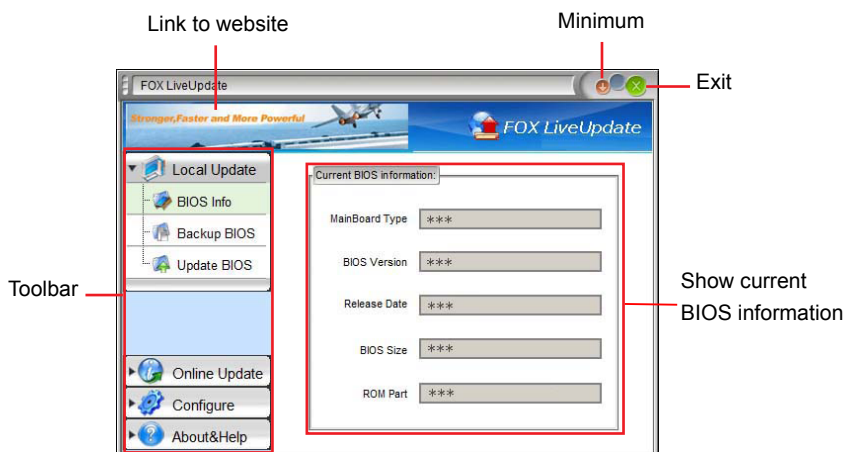 Link to website
Minimum
Exit
FOX LiveUpdate
Stronger,Faster and More Powerful
FOX LiveUpdate
Local Update
BIOS Info
Backup BIOS
Update BIOS
Online Update
Configure
About&Help
Toolbar
Current BIOS information:
MainBoard Type ***
BIOS Version ***
Release Date ***
BIOS Size ***
ROM Part ***
Show current
BIOS information